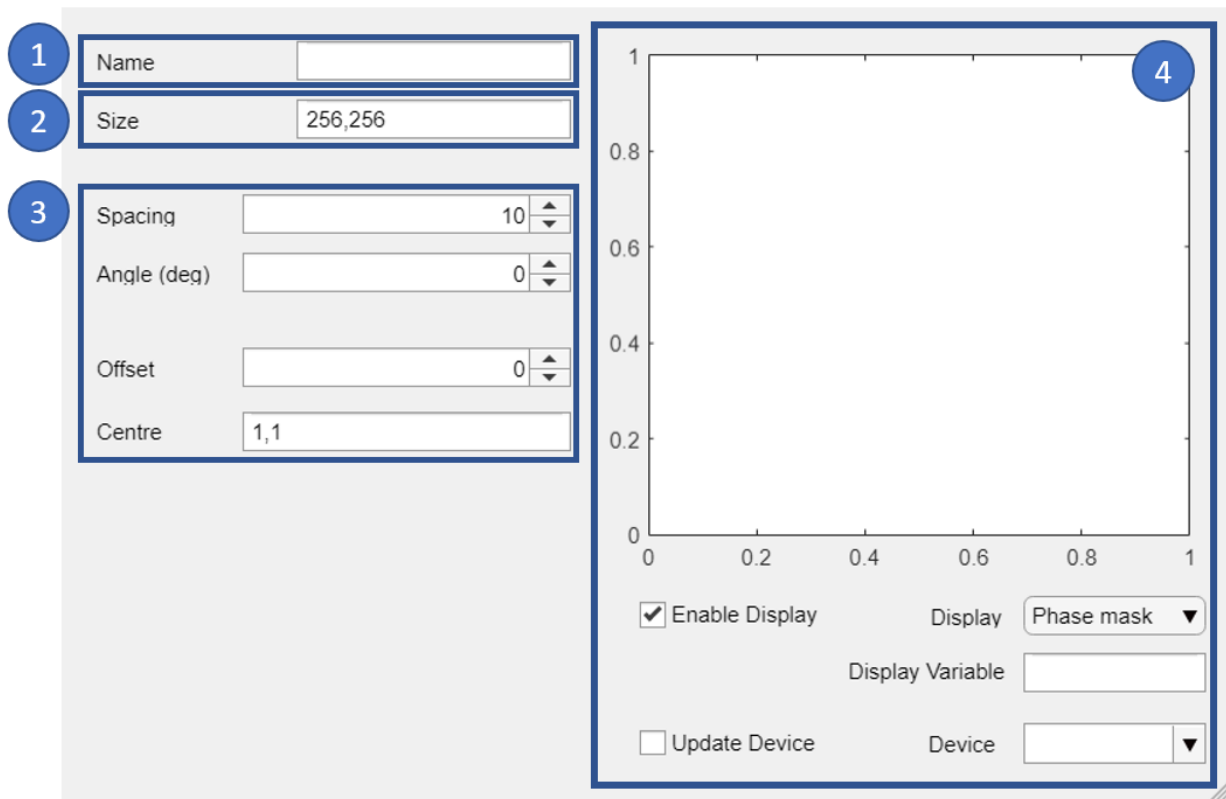 1
Name
2
Size 256,256
3
Spacing 10
Angle (deg) 0
Offset 0
Centre 1,1
4
1
0.8
0.6
0.4
0.2
0
0 0.2 0.4 0.6 0.8 1
Enable Display Display Phase mask
Display Variable
Update Device Device